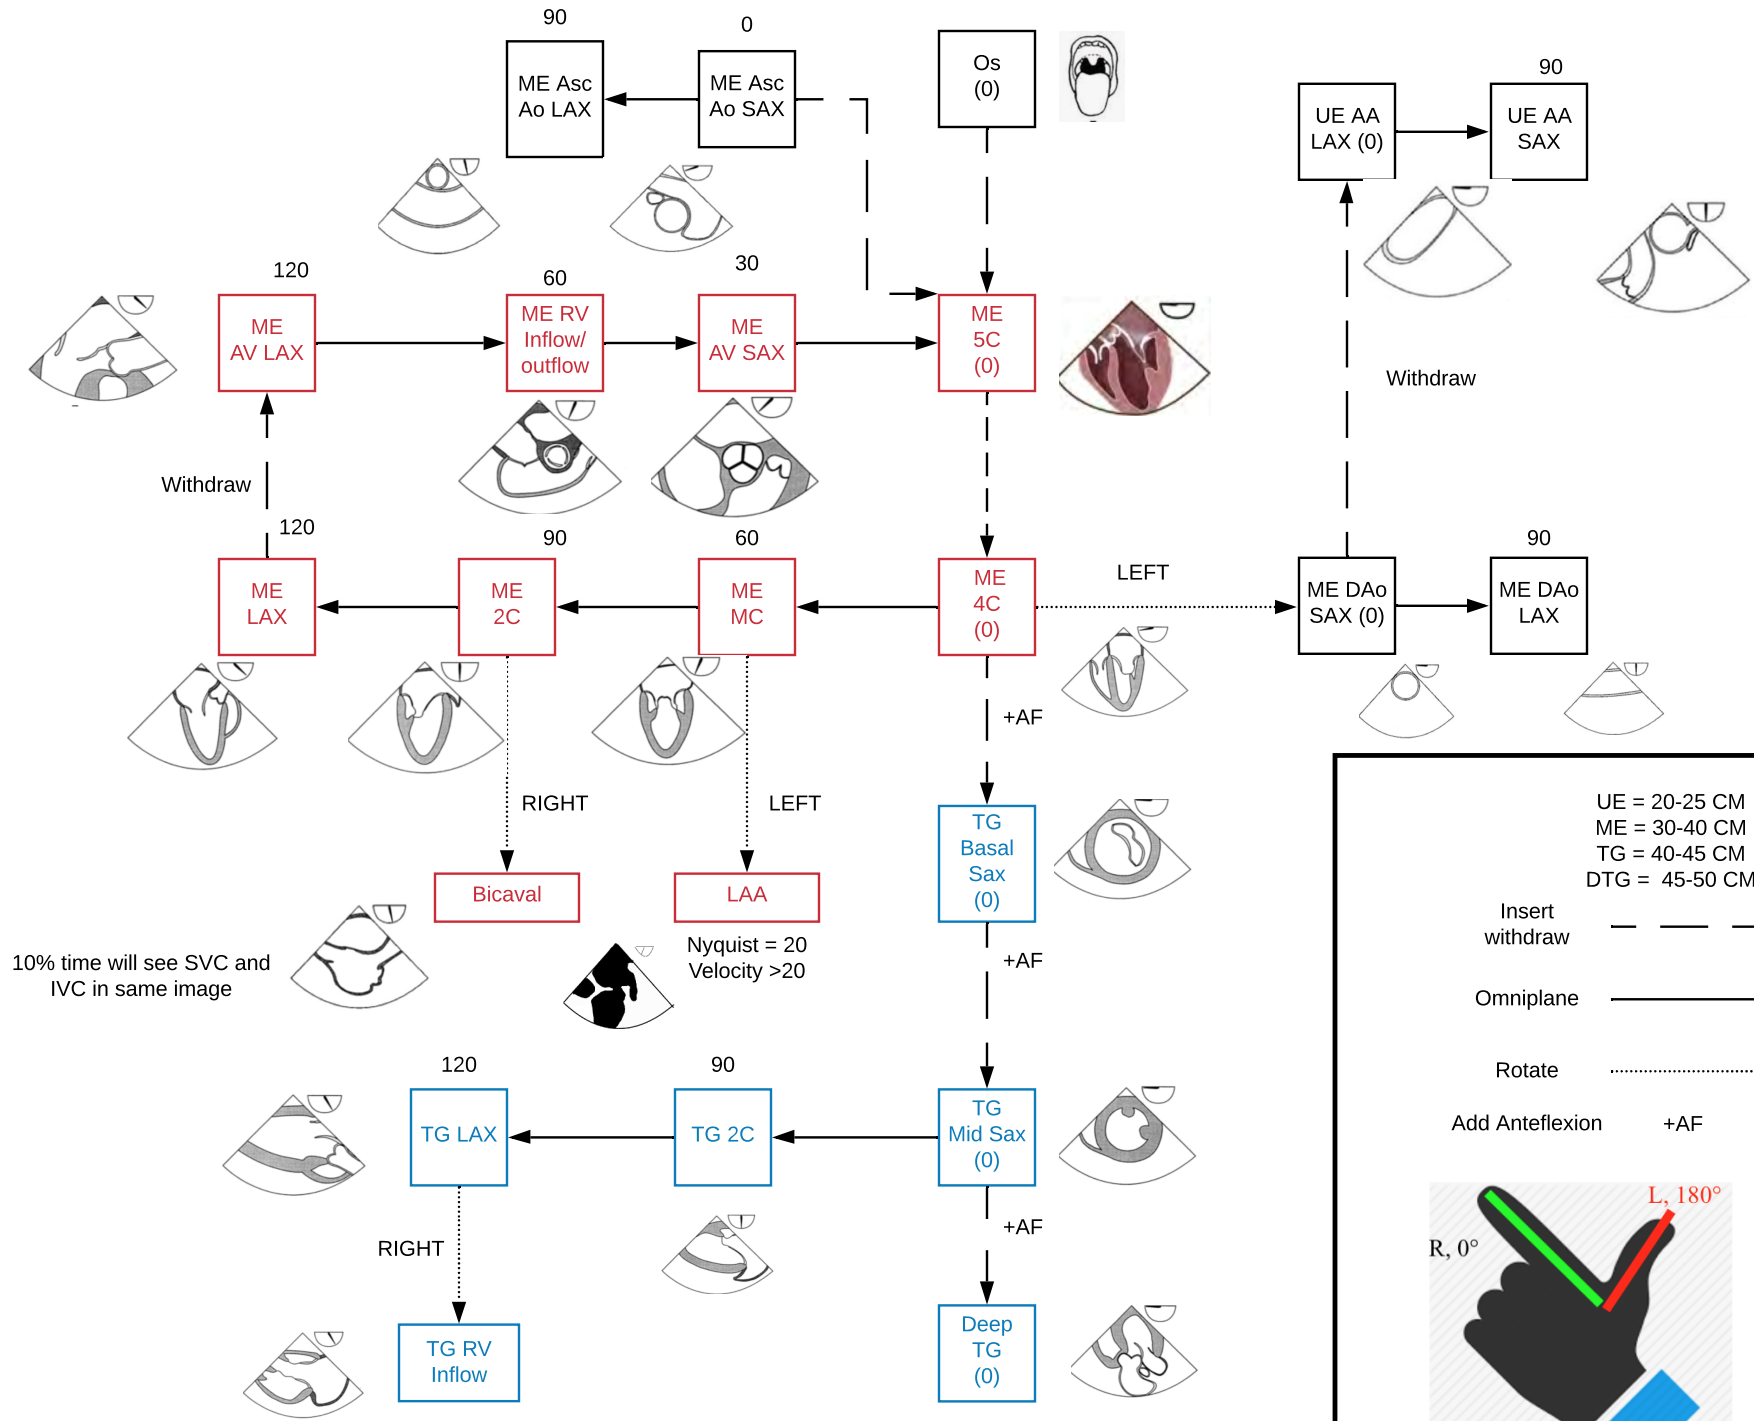 90
0
ME Asc
Ao LAX
ME Asc
Ao SAX
Os
(0)
UE AA
LAX (0)
90
UE AA
SAX
120
60
30
ME
AV LAX
ME RV
Inflow/
outflow
ME
AV SAX
ME
5C
(0)
Withdraw
Withdraw
120
90
60
90
ME
LAX
ME
2C
ME
MC
ME
4C
(0)
LEFT
ME DAo
SAX (0)
ME DAo
LAX
+AF
RIGHT
LEFT
TG
Basal
Sax
(0)
Bicaval
LAA
Nyquist = 20
Velocity >20
10% time will see SVC and
IVC in same image
+AF
120
90
TG LAX
TG 2C
TG
Mid Sax
(0)
RIGHT
+AF
TG RV
Inflow
Deep
TG
(0)
UE = 20-25 CM
ME = 30-40 CM
TG = 40-45 CM
DTG = 45-50 CM
Insert
withdraw
Omniplane
Rotate
Add Anteflexion +AF
L, 180°
R, 0°